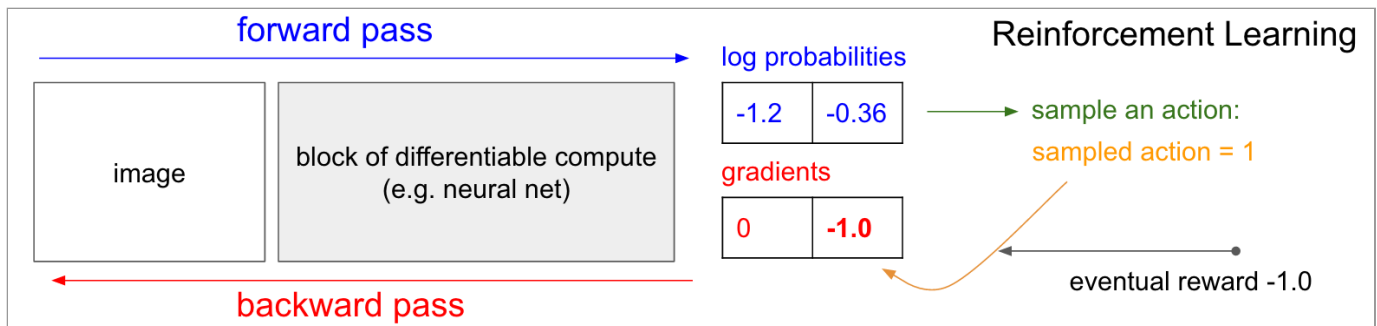 forward pass
Reinforcement Learning
log probabilities
-1.2 -0.36
sample an action:
sampled action = 1
image
block of differentiable compute
(e.g. neural net)
gradients
0 -1.0
eventual reward -1.0
backward pass